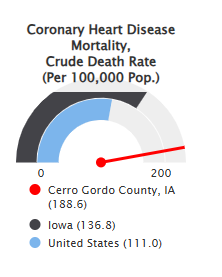 Coronary Heart Disease
Mortality,
Crude Death Rate
(Per 100,000 Pop.)
0 200
Cerro Gordo County, IA
(188.6)
Iowa (136.8)
United States (111.0)